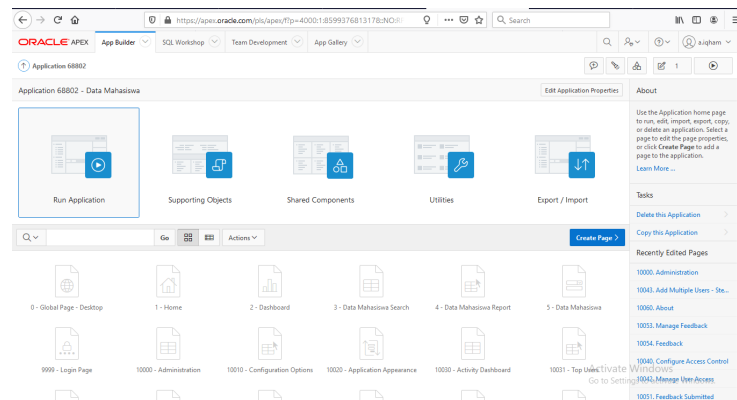 https://apex.oracle.com/pls/apex/f?p=4000:1:8599376813178::NO:R
Search
ORACLE APEX App Builder SQL Workshop Team Development App Gallery a.iqham
Application 68802 1
Application 68802 - Data Mahasiswa Edit Application Properties
Run Application Supporting Objects Shared Components Utilities Export / Import
Go Actions Create Page >
0 - Global Page - Desktop 1 - Home 2 - Dashboard 3 - Data Mahasiswa Search 4 - Data Mahasiswa Report 5 - Data Mahasiswa
9999 - Login Page 10000 - Administration 10010 - Configuration Options 10020 - Application Appearance 10030 - Activity Dashboard 10031 - Top Users
About
Use the Application home page
to run, edit, import, export, copy,
or delete an application. Select a
page to edit the page properties,
or click Create Page to add a
page to the application.
Learn More ...
Tasks
Delete this Application
Copy this Application
Recently Edited Pages
10000. Administration
10043. Add Multiple Users - Ste...
10060. About
10053. Manage Feedback
10054. Feedback
10040. Configure Access Control
10042. Manage User Access
10051. Feedback Submitted
Activate Windows
Go to Settings to activate Windows.